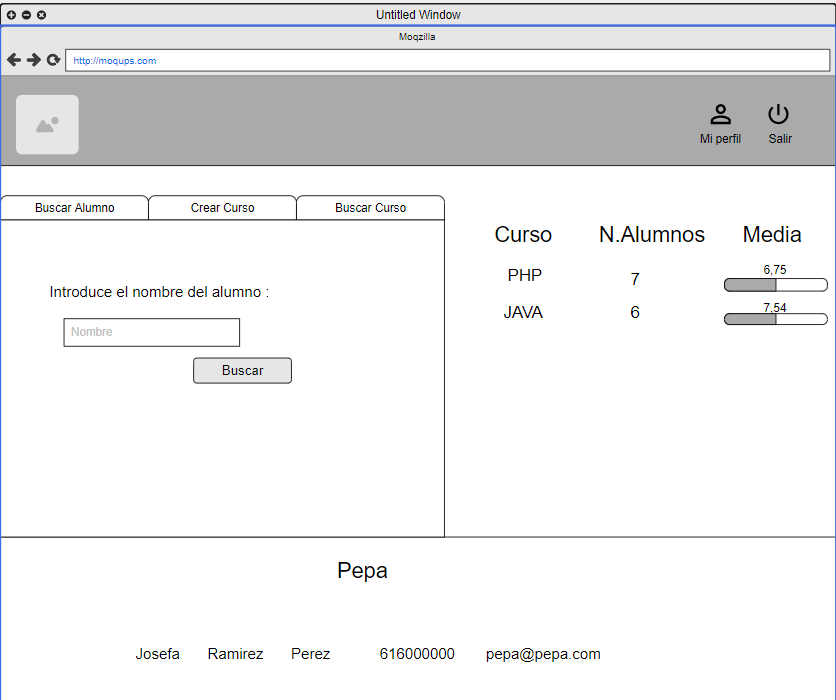 Untitled Window
Moqzilla
http://moqups.com
Mi perfil Salir
Buscar Alumno Crear Curso Buscar Curso
Curso N.Alumnos Media
PHP 7 6,75
JAVA 6 7,54
Introduce el nombre del alumno :
Nombre
Buscar
Pepa
Josefa Ramirez Perez 616000000 pepa@pepa.com